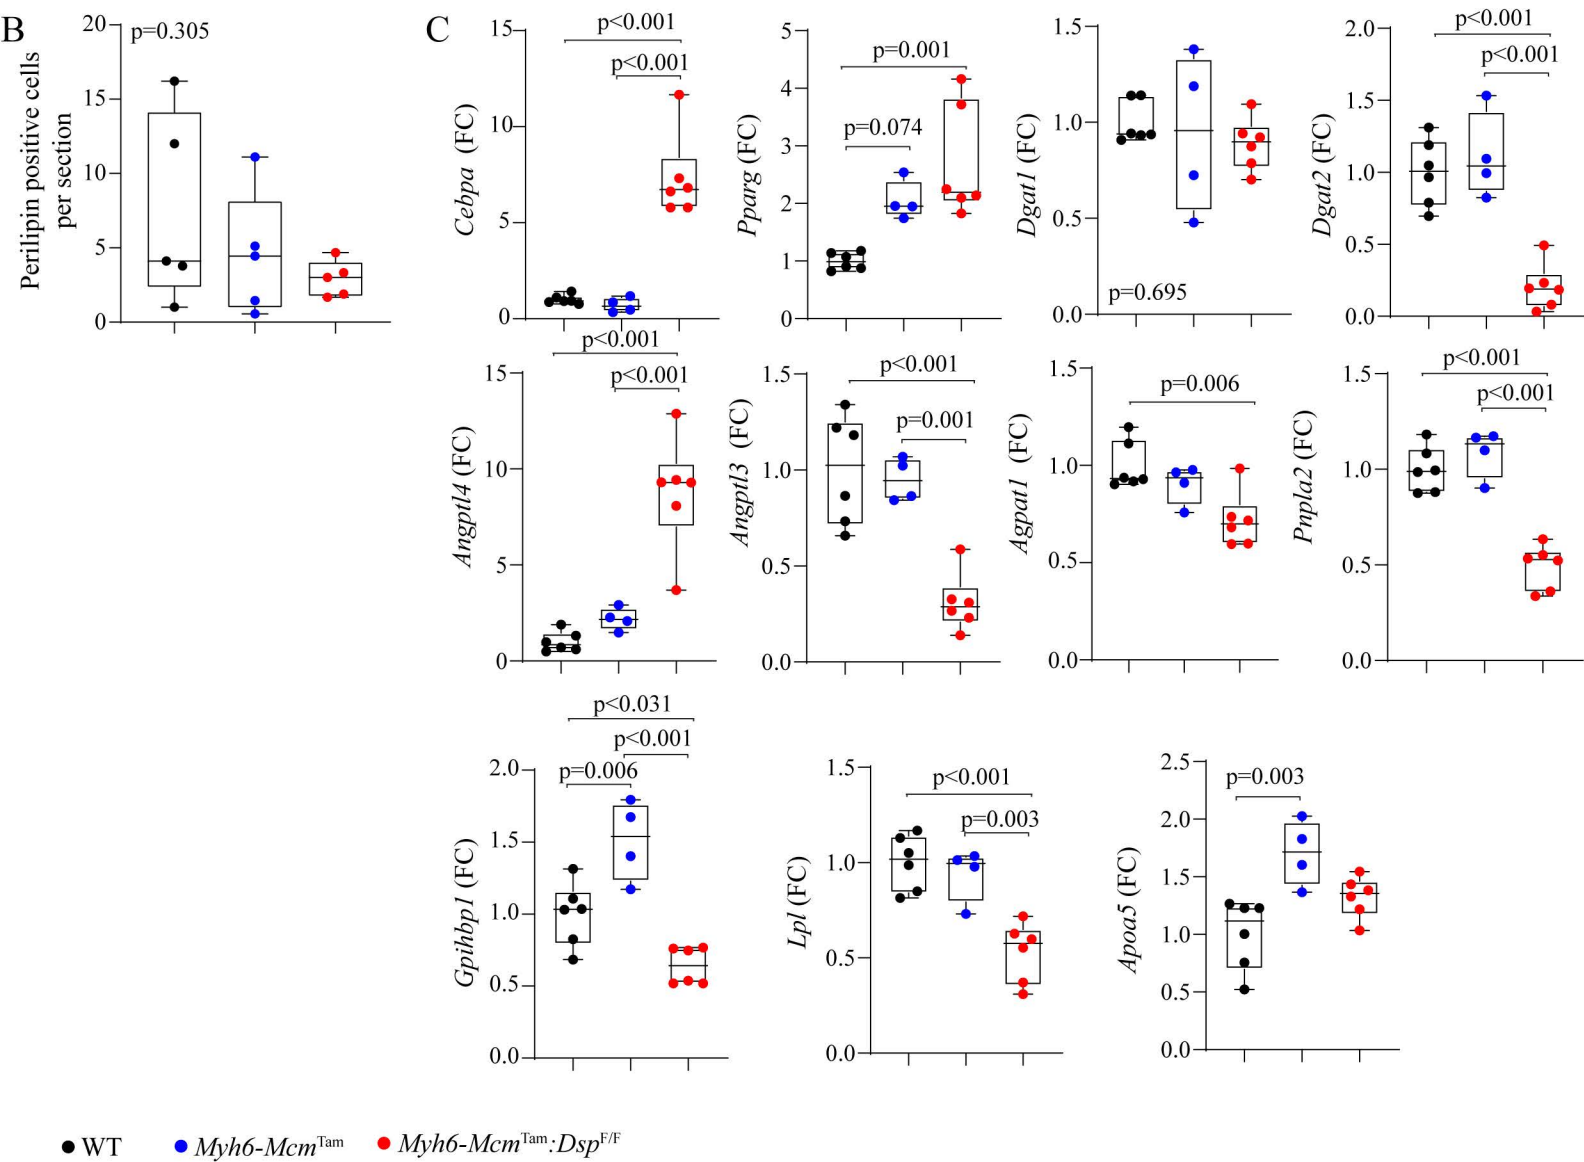 B
Perilipin positive cells
per section
20
15
10
5
0
p=0.305
C
Cebpa (FC)
15
10
5
0
p<0.001
p<0.001
Pparg (FC)
5
4
3
2
1
0
p=0.001
p=0.074
Dgat1 (FC)
1.5
1.0
0.5
0.0
p=0.695
Dgat2 (FC)
2.0
1.5
1.0
0.5
0.0
p<0.001
p<0.001
Angptl4 (FC)
15
10
5
0
p<0.001
p<0.001
Angptl3 (FC)
1.5
1.0
0.5
0.0
p<0.001
p=0.001
Agpat1 (FC)
1.5
1.0
0.5
0.0
p=0.006
Pnpla2 (FC)
1.5
1.0
0.5
0.0
p<0.001
p<0.001
Gpihbp1 (FC)
2.0
1.5
1.0
0.5
0.0
p<0.031
p<0.001
p=0.006
Lpl (FC)
1.5
1.0
0.5
0.0
p<0.001
p=0.003
Apoa5 (FC)
2.5
2.0
1.5
1.0
0.5
0.0
p=0.003
WT Myh6-Mcm^Tam Myh6-Mcm^Tam:Dsp^F/F